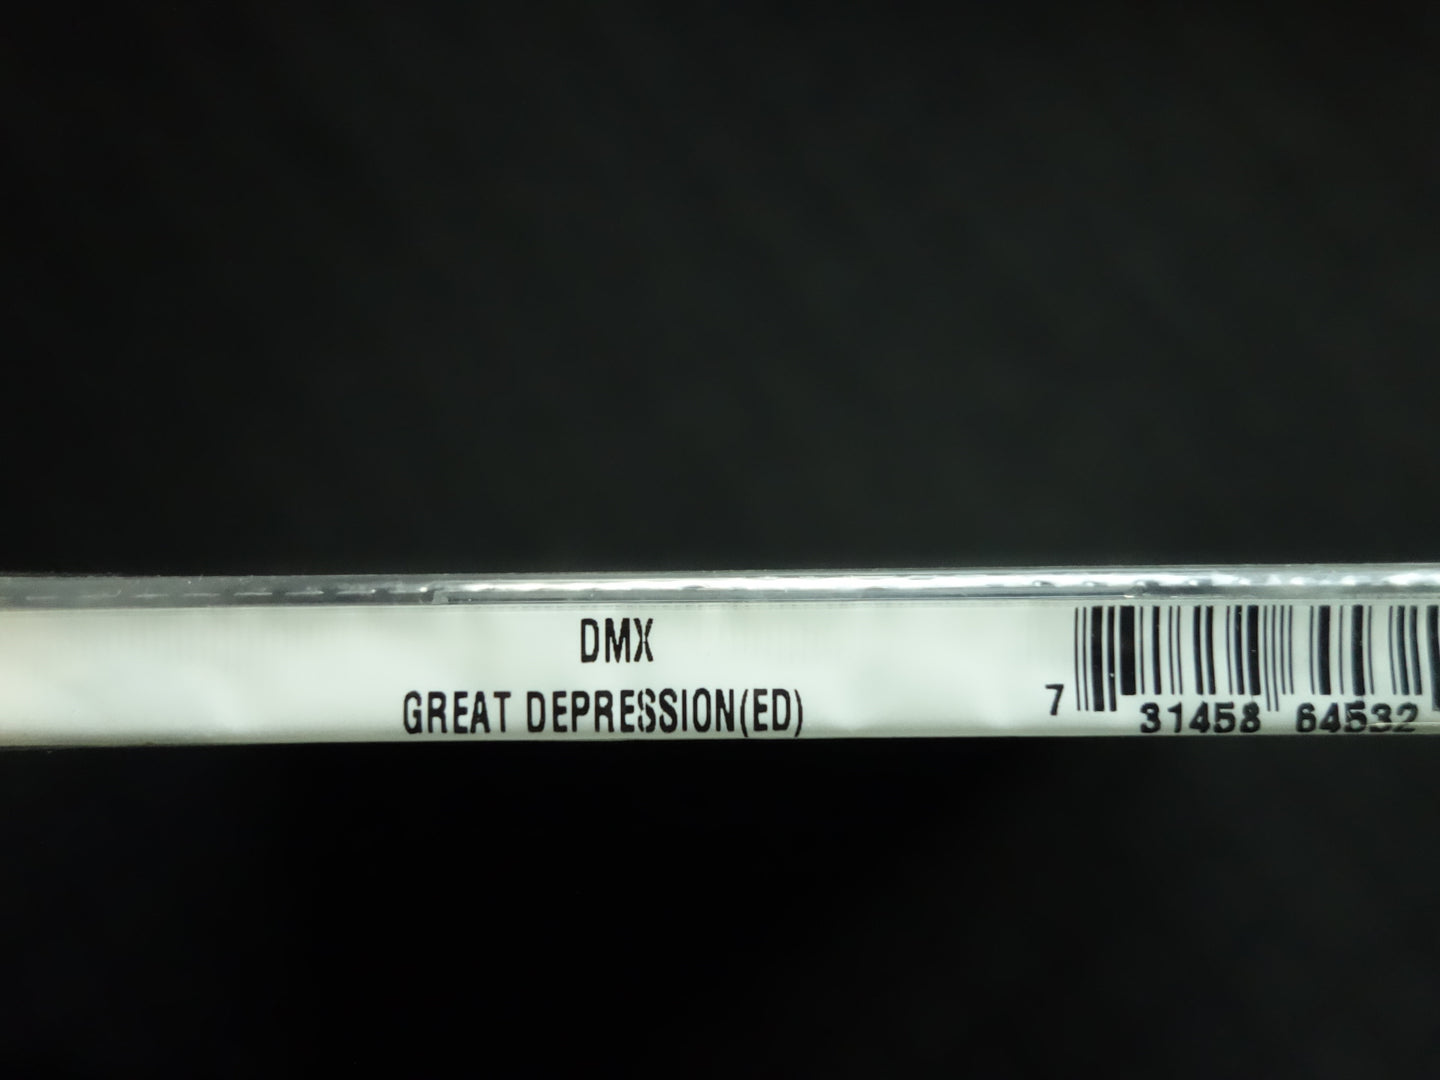 DMX
GREAT DEPRESSION(ED)
7 31458 64532